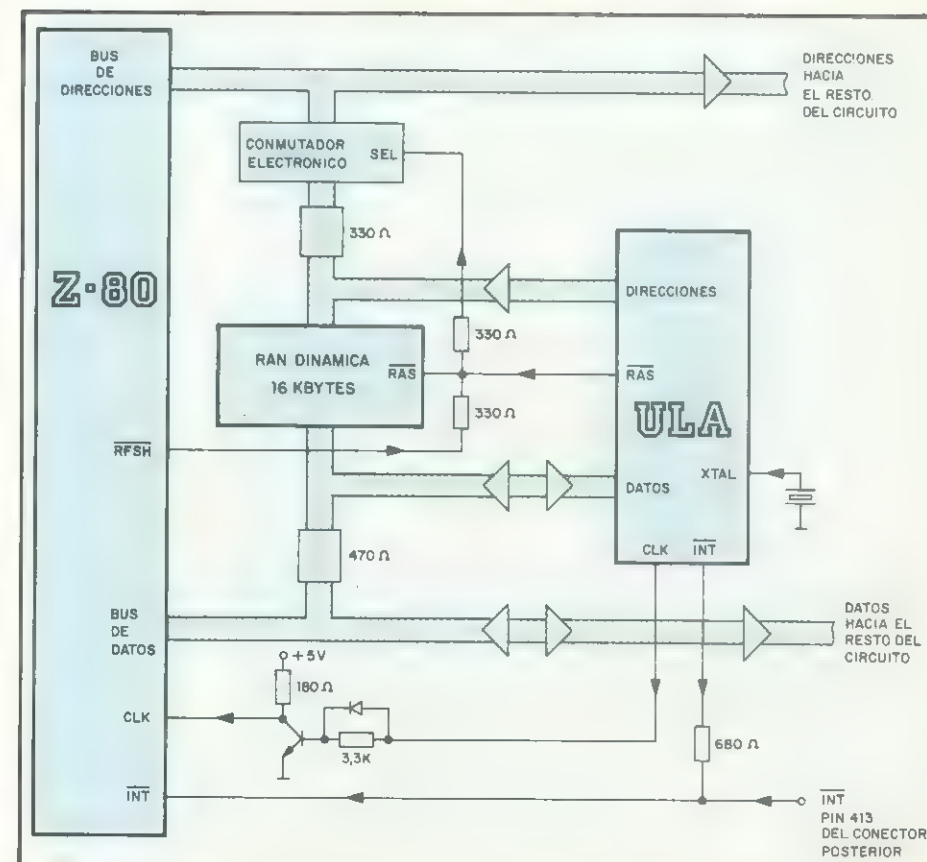 BUS
DE
DIRECCIONES
DIRECCIONES
HACIA
EL RESTO.
DEL CIRCUITO
CONMUTADOR
ELECTRONICO
SEL
330 Ω
Z-80
DIRECCIONES
330 Ω
RAN DINAMICA
16 KBYTES
RAS
RAS
ULA
330 Ω
RFSH
DATOS
XTAL
470 Ω
CLK
INT
BUS
DE
DATOS
DATOS
HACIA EL
RESTO DEL
CIRCUITO
+5V
180 Ω
CLK
3,3K
680 Ω
INT
INT
PIN 413
DEL CONECTOR
POSTERIOR